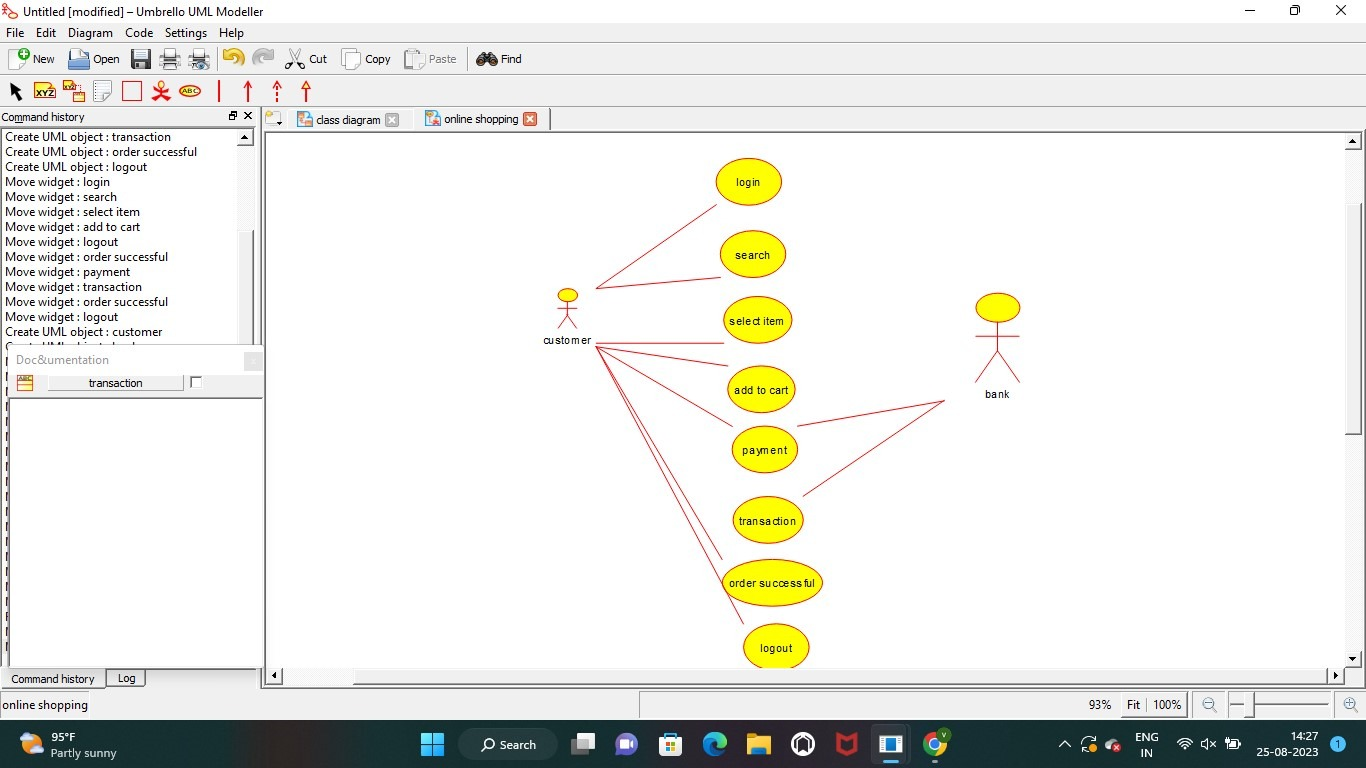 Untitled [modified] – Umbrello UML Modeller
File Edit Diagram Code Settings Help
New Open Cut Copy Paste Find
XYZ XYZ ABC
Command history
class diagram
online shopping
Create UML object : transaction
Create UML object : order successful
Create UML object : logout
Move widget : login
Move widget : search
Move widget : select item
Move widget : add to cart
Move widget : logout
Move widget : order successful
Move widget : payment
Move widget : transaction
Move widget : order successful
Move widget : logout
Create UML object : customer
Doc&umentation
ABC transaction
login
search
select item
customer
add to cart
bank
payment
transaction
order successful
logout
Command history Log
online shopping
93% Fit 100%
95°F
Partly sunny
Search
V
ENG
IN
14:27
25-08-2023
1